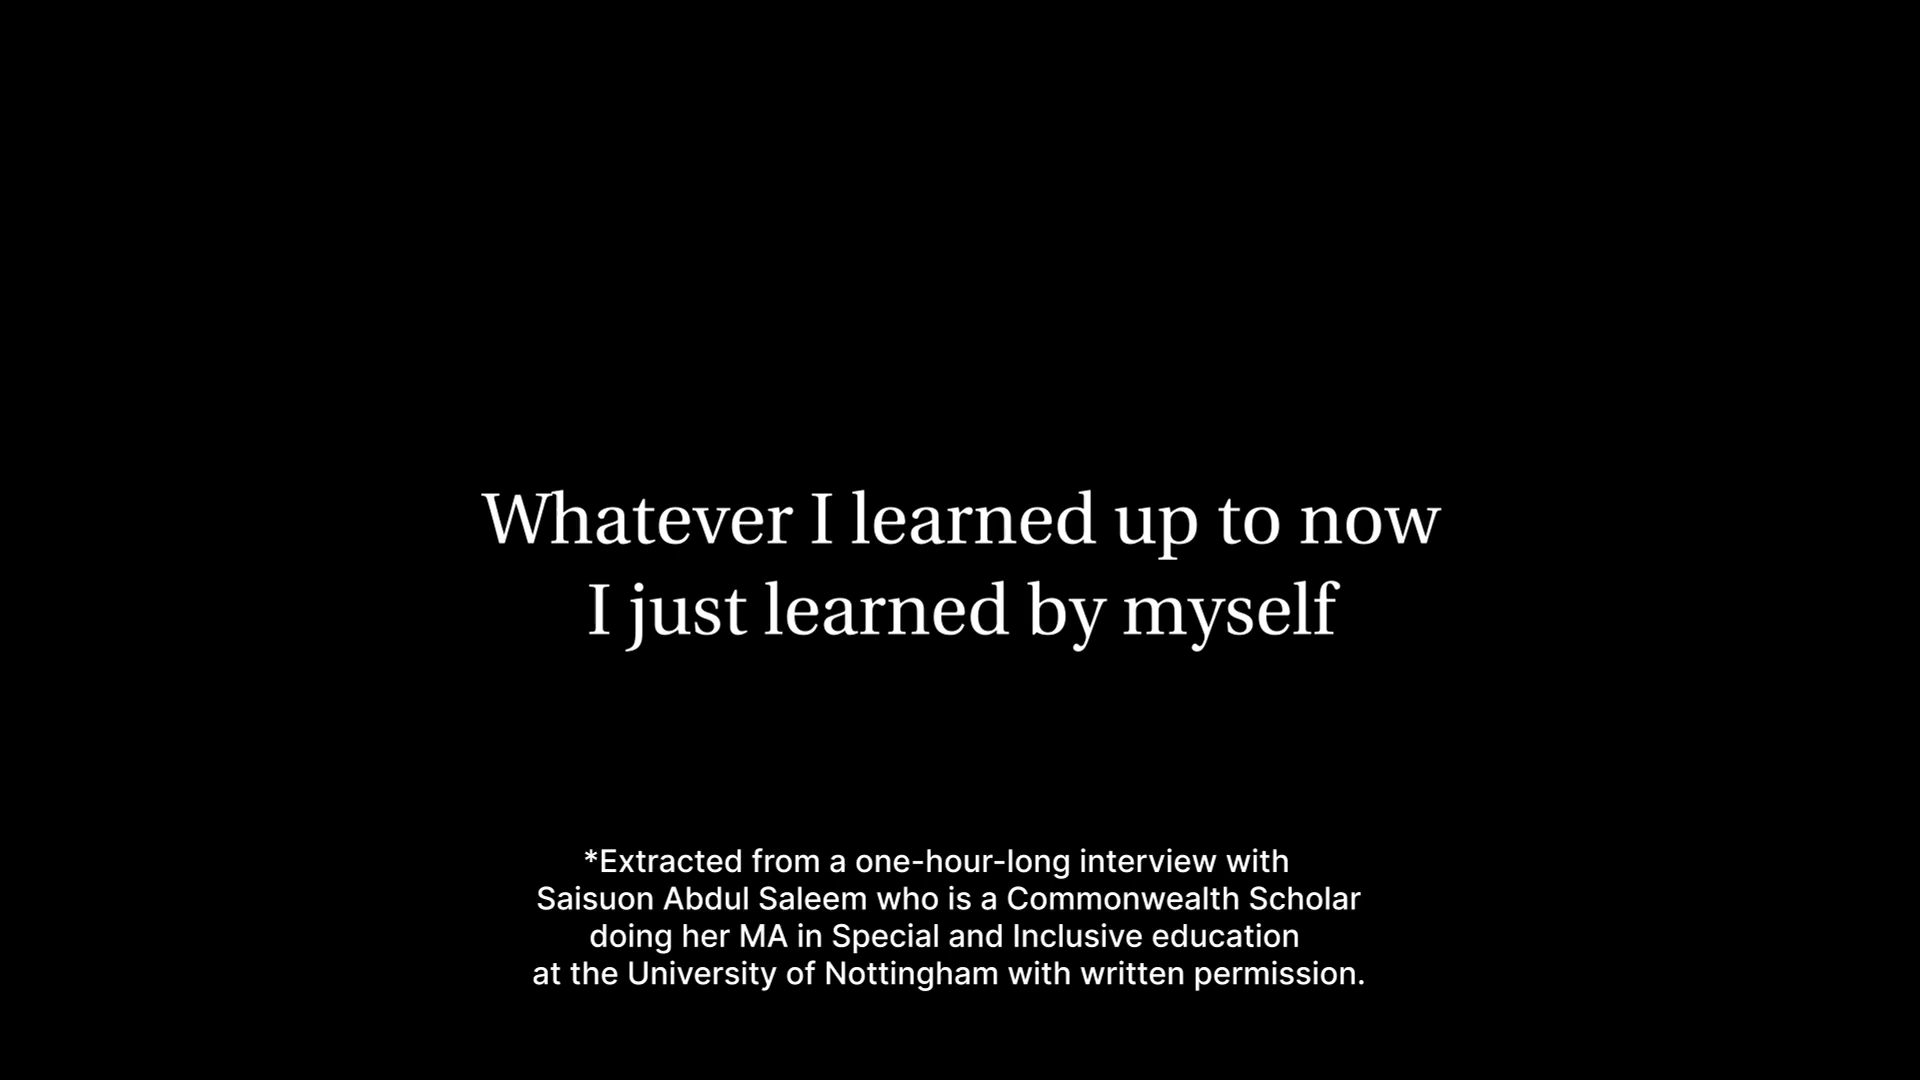 Whatever I learned up to now
I just learned by myself
*Extracted from a one-hour-long interview with
Saisuon Abdul Saleem who is a Commonwealth Scholar
doing her MA in Special and Inclusive education
at the University of Nottingham with written permission.